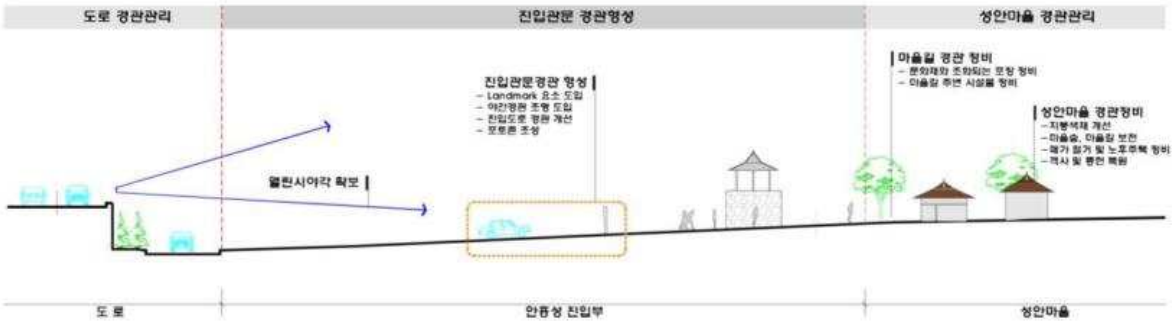 도로 경관관리
진입관문 경관형성
성안마을 경관관리
마을길 경관 정비
– 문화재와 조화되는 포장 정비
– 마을길 주변 시설물 정비
진입관문경관 형성
– Landmark 요소 도입
– 야간경관 조명 도입
– 진입도로 경관 개선
– 포토존 조성
성안마을 경관정비
–지붕색채 개선
–마을숲, 마을길 보전
–폐가 철거 및 노후주택 정비
–객사 및 동헌 복원
열린시야각 확보
도 로
안흥성 진입부
성안마을